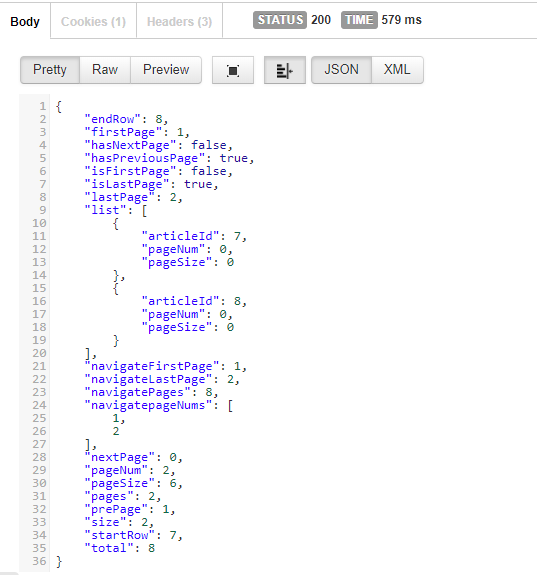 Body Cookies (1) Headers (3) STATUS 200 TIME 579 ms
Pretty Raw Preview JSON XML
1 {
2 "endRow": 8,
3 "firstPage": 1,
4 "hasNextPage": false,
5 "hasPreviousPage": true,
6 "isFirstPage": false,
7 "isLastPage": true,
8 "lastPage": 2,
9 "list": [
10 {
11 "articleId": 7,
12 "pageNum": 0,
13 "pageSize": 0
14 },
15 {
16 "articleId": 8,
17 "pageNum": 0,
18 "pageSize": 0
19 }
20 ],
21 "navigateFirstPage": 1,
22 "navigateLastPage": 2,
23 "navigatePages": 8,
24 "navigatepageNums": [
25 1,
26 2
27 ],
28 "nextPage": 0,
29 "pageNum": 2,
30 "pageSize": 6,
31 "pages": 2,
32 "prePage": 1,
33 "size": 2,
34 "startRow": 7,
35 "total": 8
36 }